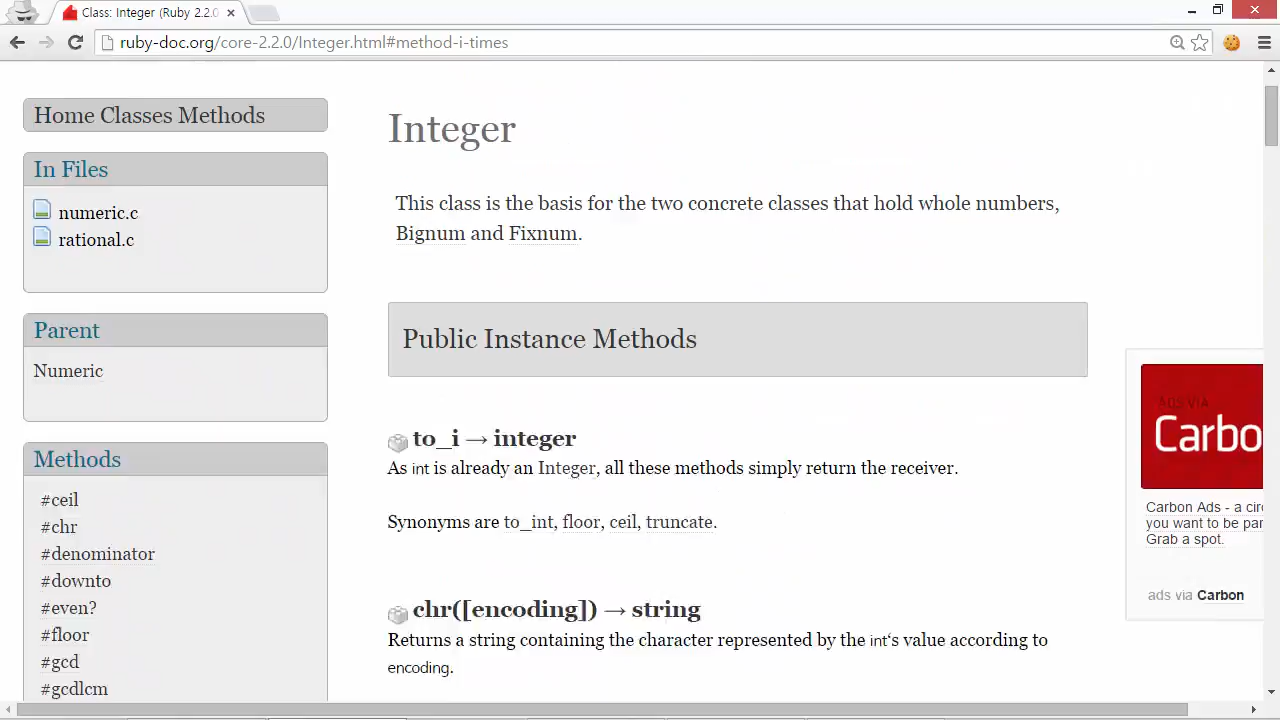 Class: Integer (Ruby 2.2.0
ruby-doc.org/core-2.2.0/Integer.html#method-i-times
Home Classes Methods
In Files
numeric.c
rational.c
Parent
Numeric
Methods
#ceil
#chr
#denominator
#downto
#even?
#floor
#gcd
#gcdlcm
Integer
This class is the basis for the two concrete classes that hold whole numbers,
Bignum and Fixnum.
Public Instance Methods
to_i → integer
As int is already an Integer, all these methods simply return the receiver.
Synonyms are to_int, floor, ceil, truncate.
chr([encoding]) → string
Returns a string containing the character represented by the int‘s value according to
encoding.
ADS VIA
Carbo
Carbon Ads - a circ
you want to be par
Grab a spot.
ads via Carbon